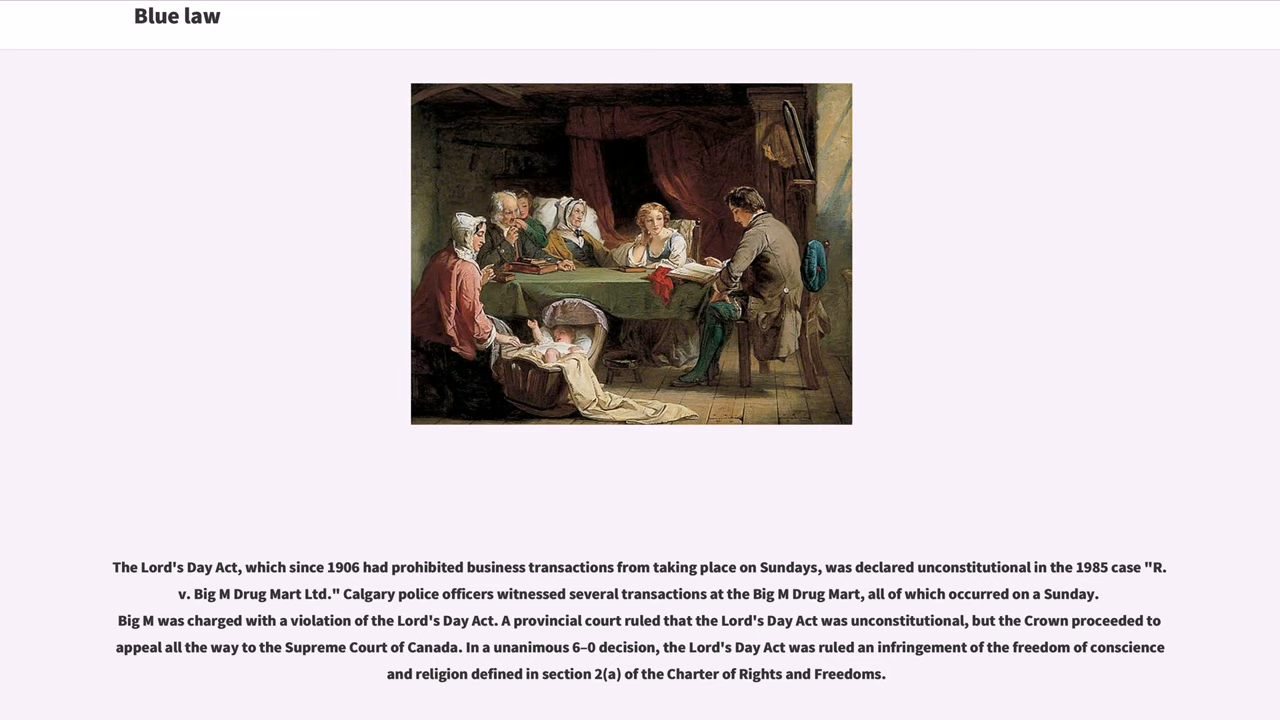 Blue law
The Lord's Day Act, which since 1906 had prohibited business transactions from taking place on Sundays, was declared unconstitutional in the 1985 case "R.
v. Big M Drug Mart Ltd." Calgary police officers witnessed several transactions at the Big M Drug Mart, all of which occurred on a Sunday.
Big M was charged with a violation of the Lord's Day Act. A provincial court ruled that the Lord's Day Act was unconstitutional, but the Crown proceeded to
appeal all the way to the Supreme Court of Canada. In a unanimous 6–0 decision, the Lord's Day Act was ruled an infringement of the freedom of conscience
and religion defined in section 2(a) of the Charter of Rights and Freedoms.